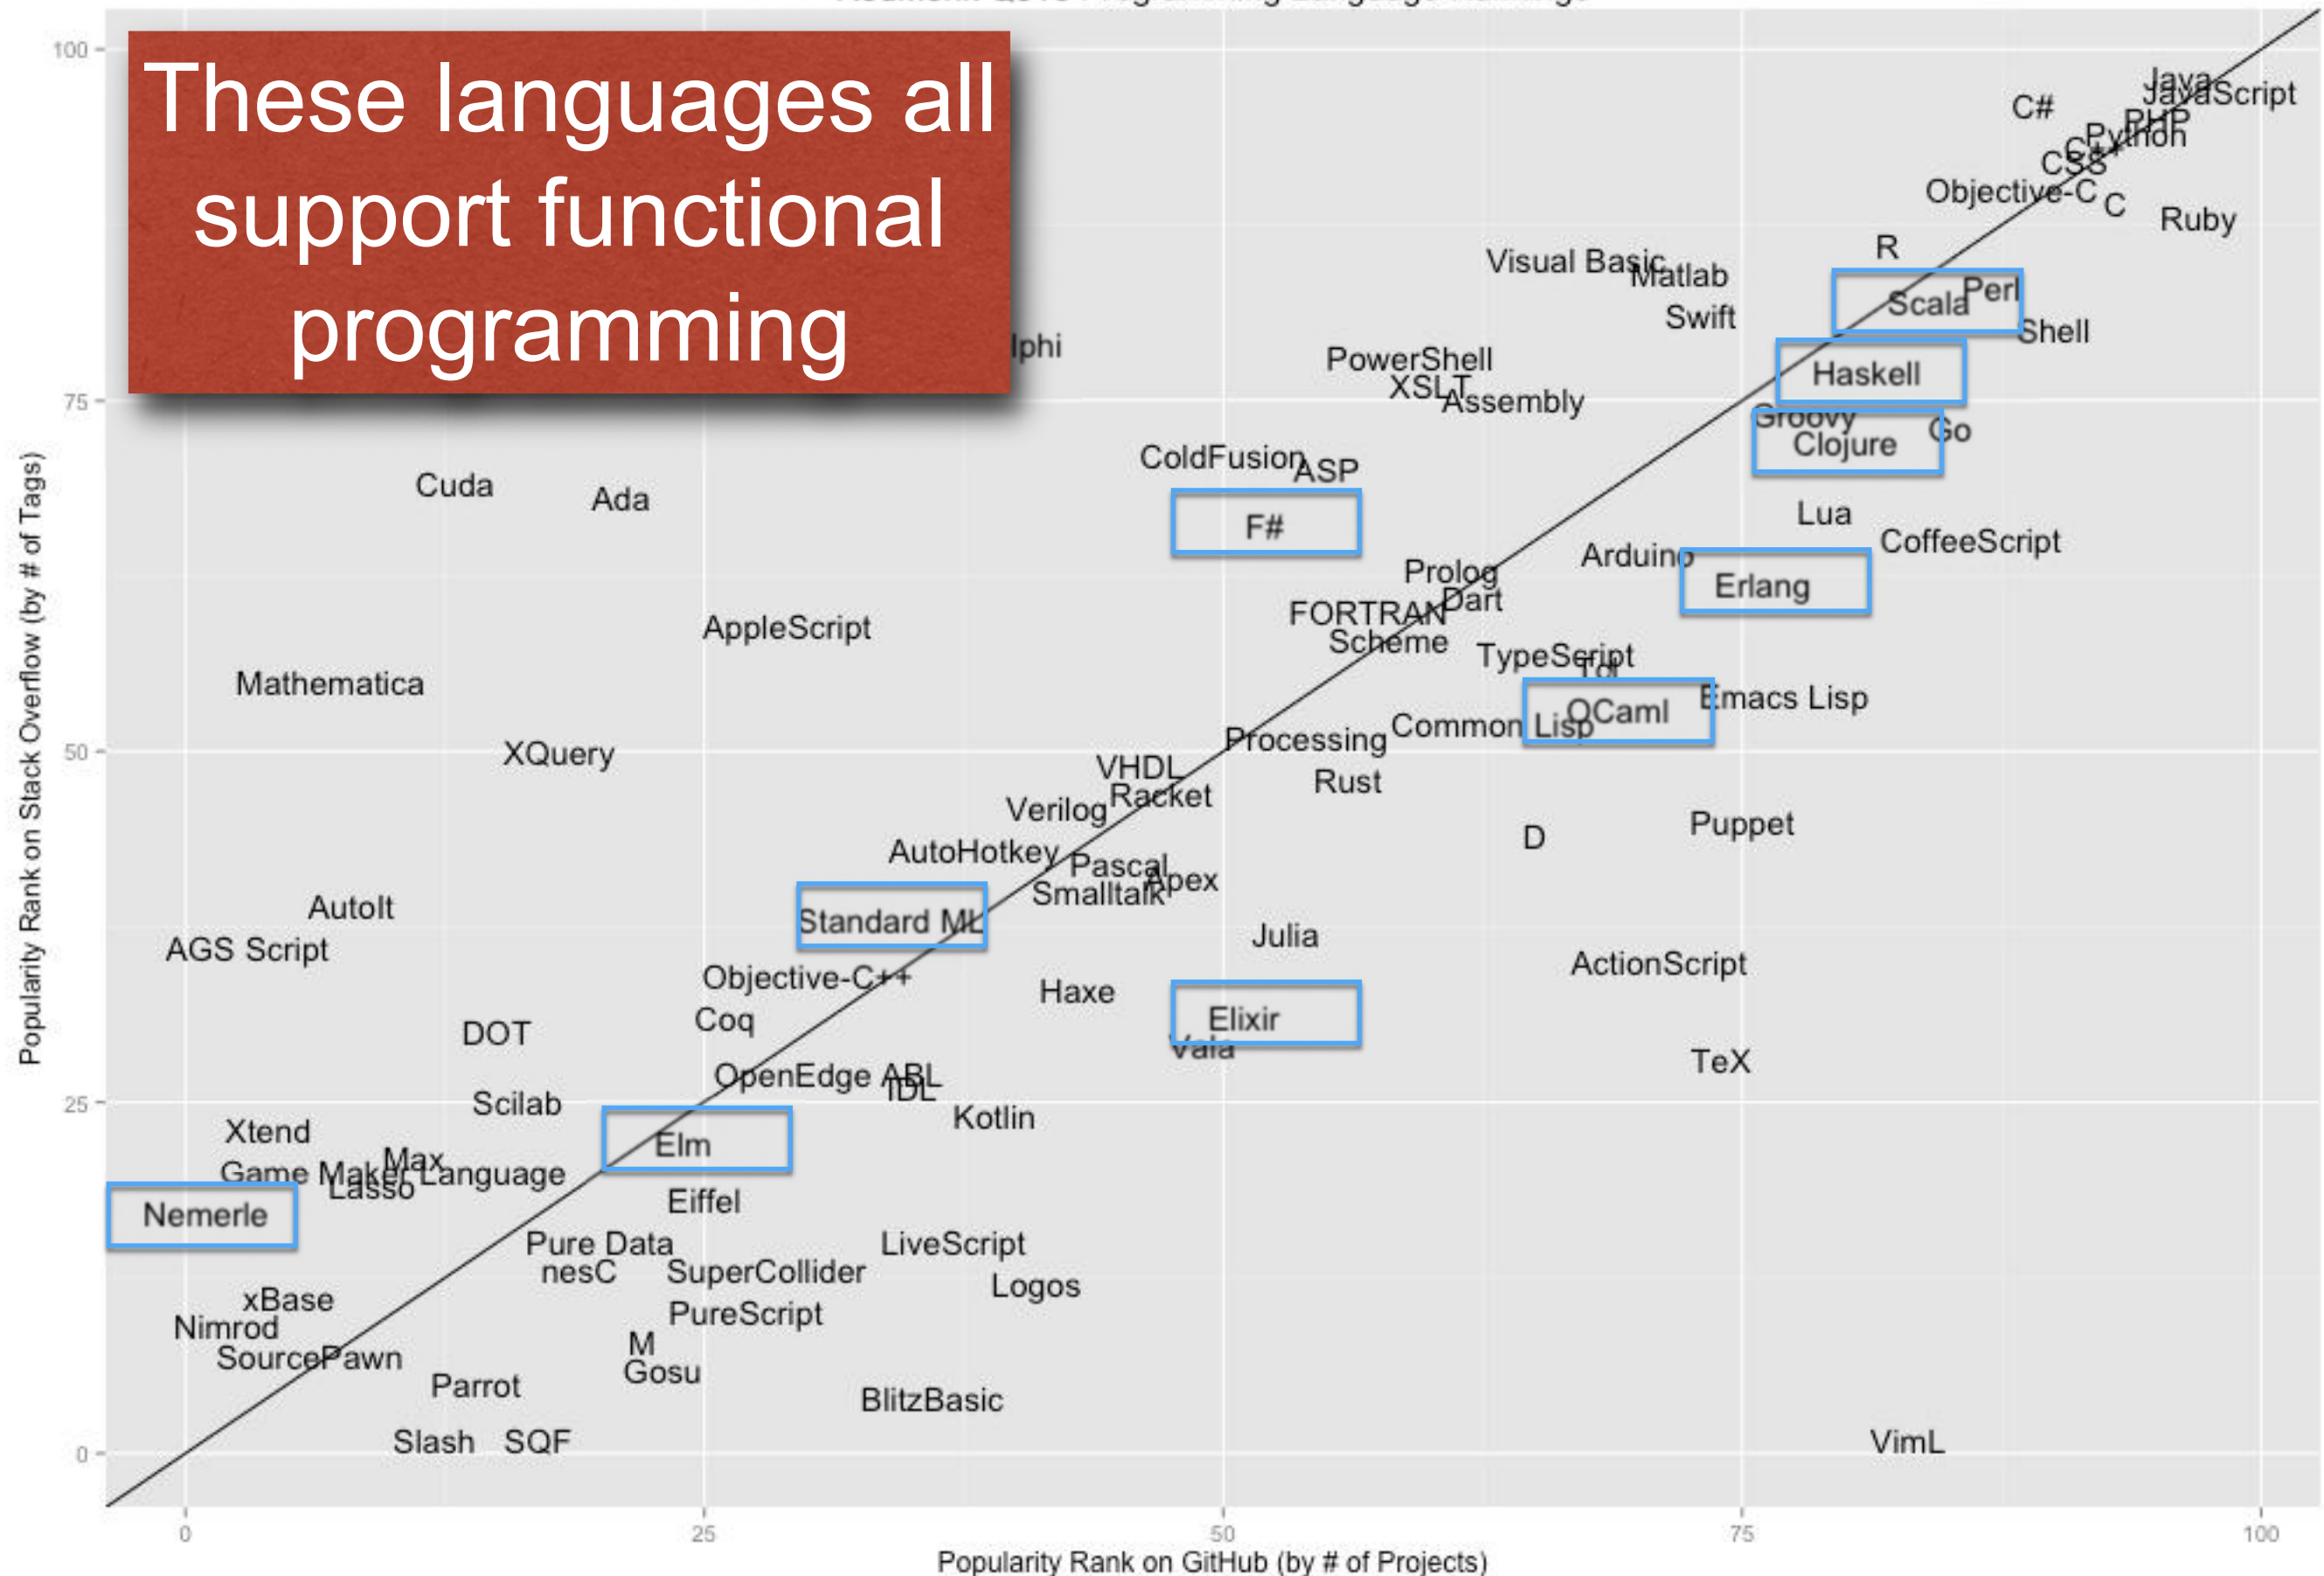 These languages all
support functional
programming
100
75
50
25
0
Popularity Rank on Stack Overflow (by # of Tags)
Java
JavaScript
C#
PHP
Python
C++
CSS
Objective-C
C
Ruby
R
Visual Basic
Matlab
Perl
Scala
Swift
Shell
lphi
PowerShell
Haskell
XSLT
Assembly
Groovy
Go
Clojure
ColdFusion
ASP
Cuda
Ada
Lua
F#
CoffeeScript
Arduino
Prolog
Erlang
Dart
FORTRAN
AppleScript
Scheme
TypeScript
Tcl
Mathematica
Emacs Lisp
OCaml
Common Lisp
Processing
XQuery
VHDL
Rust
Racket
Verilog
Puppet
D
AutoHotkey
Pascal
Apex
Smalltalk
AutoIt
Standard ML
Julia
AGS Script
ActionScript
Objective-C++
Haxe
Coq
Elixir
DOT
Vala
TeX
OpenEdge ABL
IDL
Scilab
Kotlin
Xtend
Elm
Max
Game Maker Language
Lasso
Eiffel
Nemerle
Pure Data
LiveScript
nesC
SuperCollider
Logos
xBase
PureScript
Nimrod
M
SourcePawn
Gosu
Parrot
BlitzBasic
Slash
SQF
VimL
0
25
50
75
100
Popularity Rank on GitHub (by # of Projects)